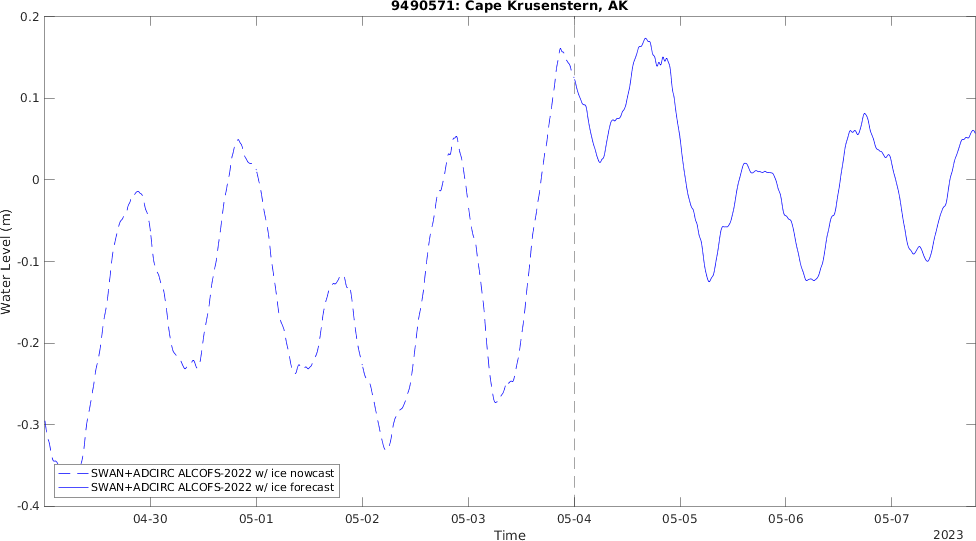 9490571: Cape Krusenstern, AK
0.2
0.1
0
-0.1
-0.2
-0.3
-0.4
Water Level (m)
SWAN+ADCIRC ALCOFS-2022 w/ ice nowcast
SWAN+ADCIRC ALCOFS-2022 w/ ice forecast
04-30 05-01 05-02 05-03 05-04 05-05 05-06 05-07
Time
2023